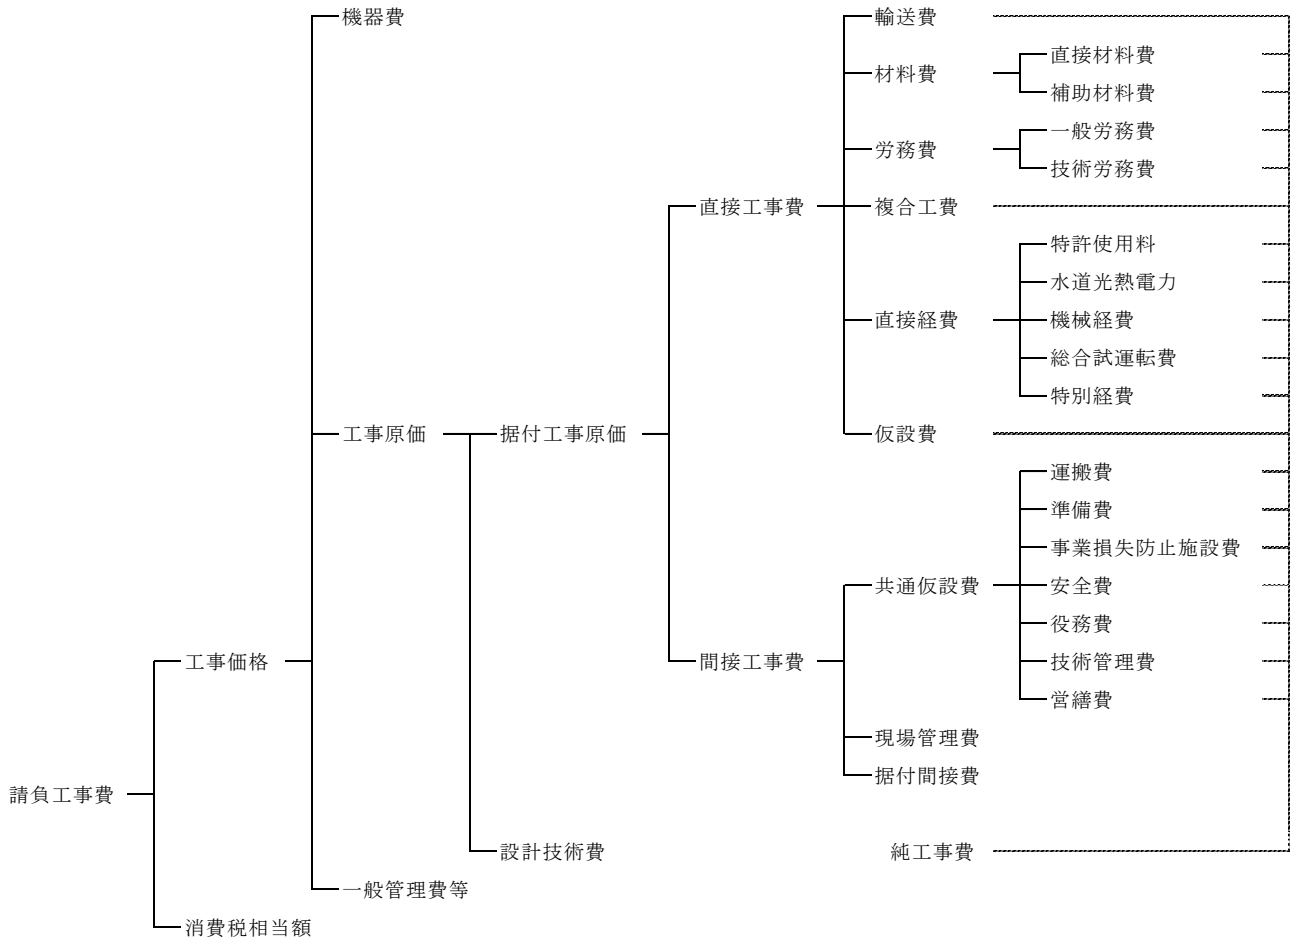 機器費
輸送費
直接材料費
材料費
補助材料費
一般労務費
労務費
技術労務費
直接工事費
複合工費
特許使用料
水道光熱電力
直接経費
機械経費
総合試運転費
特別経費
工事原価
据付工事原価
仮設費
運搬費
準備費
事業損失防止施設費
共通仮設費
安全費
役務費
工事価格
間接工事費
技術管理費
営繕費
現場管理費
据付間接費
請負工事費
設計技術費
純工事費
一般管理費等
消費税相当額